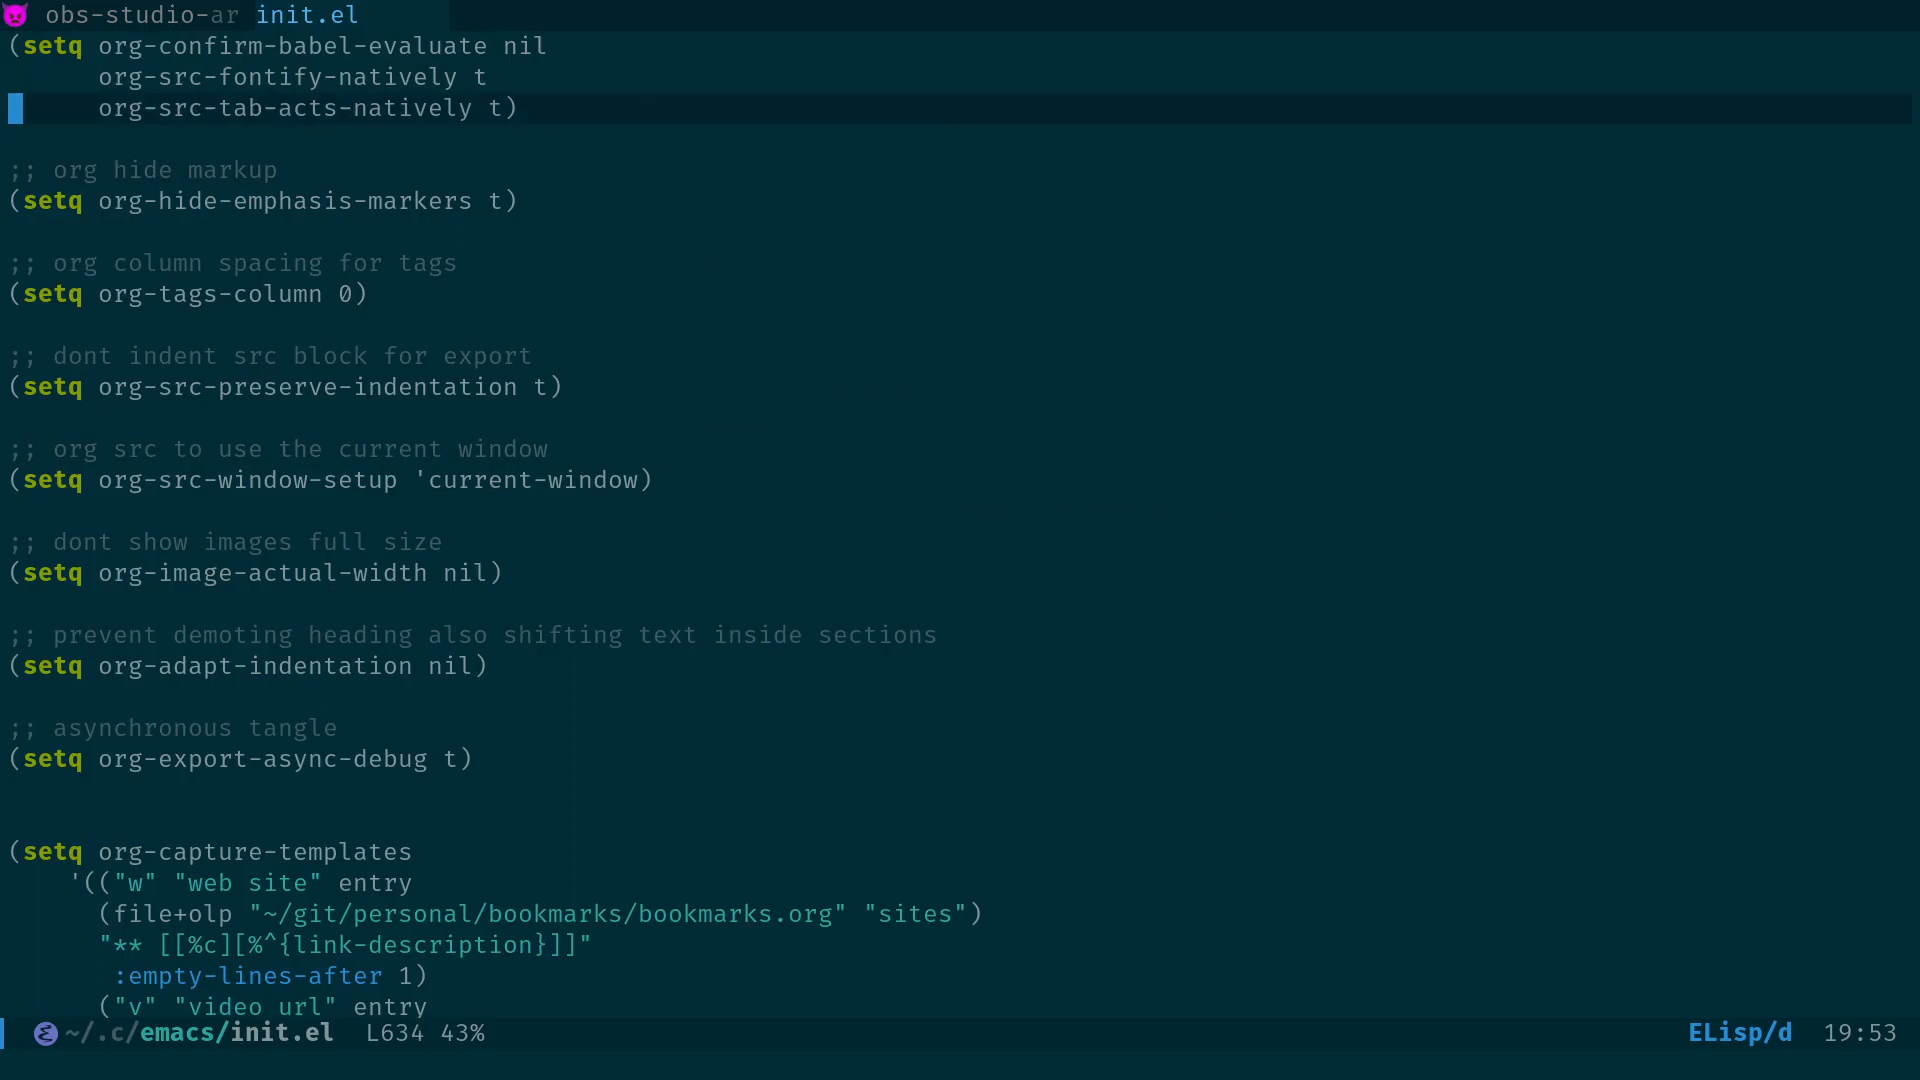 obs-studio-ar init.el
(setq org-confirm-babel-evaluate nil
      org-src-fontify-natively t
      org-src-tab-acts-natively t)

;; org hide markup
(setq org-hide-emphasis-markers t)

;; org column spacing for tags
(setq org-tags-column 0)

;; dont indent src block for export
(setq org-src-preserve-indentation t)

;; org src to use the current window
(setq org-src-window-setup 'current-window)

;; dont show images full size
(setq org-image-actual-width nil)

;; prevent demoting heading also shifting text inside sections
(setq org-adapt-indentation nil)

;; asynchronous tangle
(setq org-export-async-debug t)


(setq org-capture-templates
    '(("w" "web site" entry
      (file+olp "~/git/personal/bookmarks/bookmarks.org" "sites")
      "** [[%c][%^{link-description}]]"
       :empty-lines-after 1)
      ("v" "video url" entry
~/.c/emacs/init.el  L634 43% ELisp/d  19:53